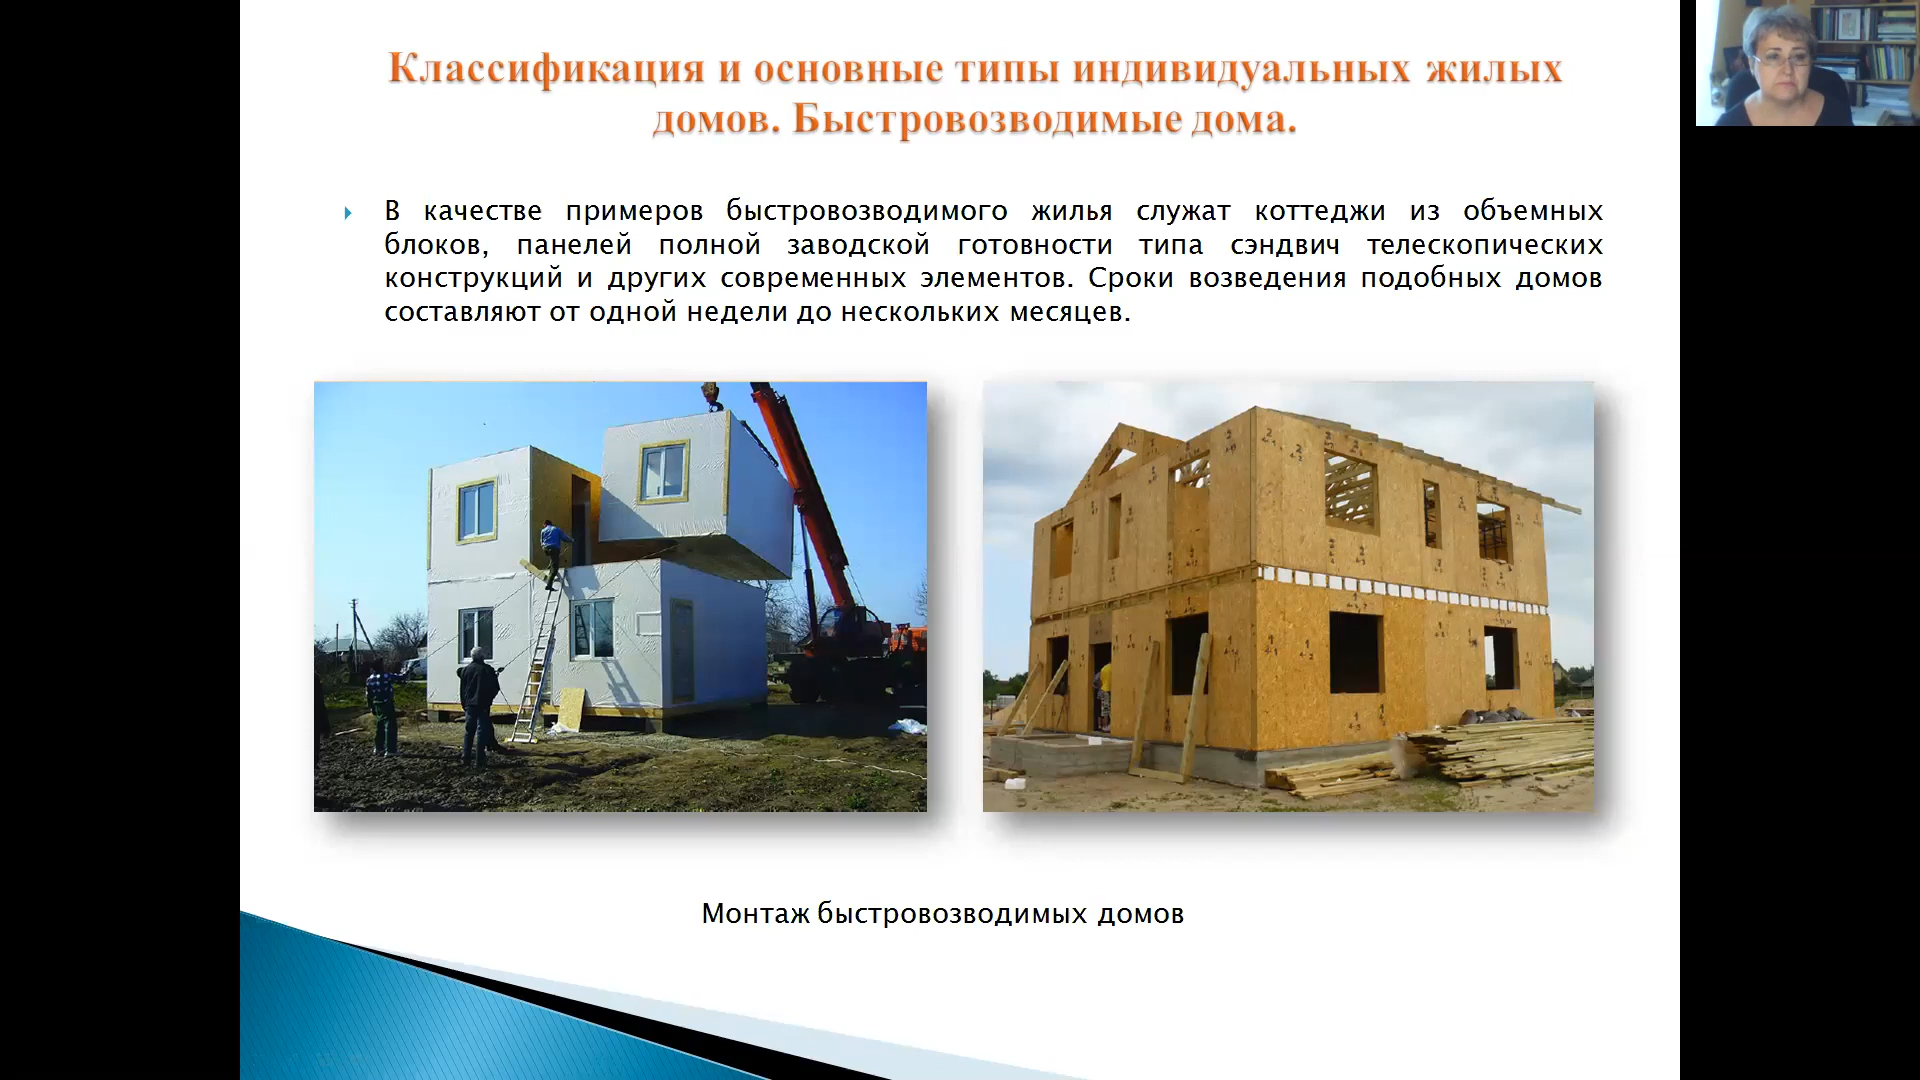 Классификация и основные типы индивидуальных жилых
домов. Быстровозводимые дома.
В качестве примеров быстровозводимого жилья служат коттеджи из объемных
блоков, панелей полной заводской готовности типа сэндвич телескопических
конструкций и других современных элементов. Сроки возведения подобных домов
составляют от одной недели до нескольких месяцев.
Монтаж быстровозводимых домов